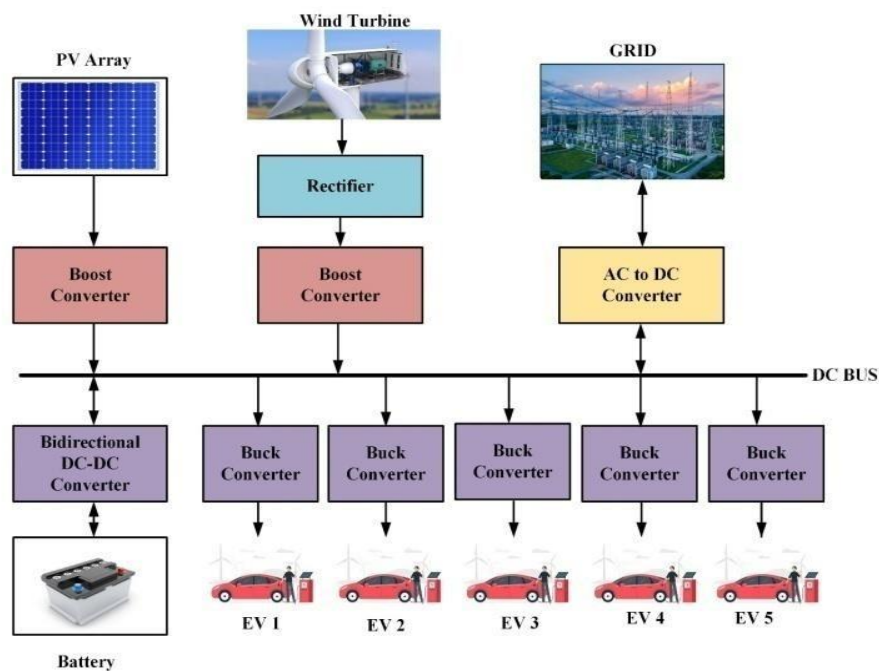 Wind Turbine
PV Array
GRID
Rectifier
Boost
Converter
Boost
Converter
AC to DC
Converter
DC BUS
Bidirectional
DC-DC
Converter
Buck
Converter
Buck
Converter
Buck
Converter
Buck
Converter
Buck
Converter
EV 1
EV 2
EV 3
EV 4
EV 5
Battery